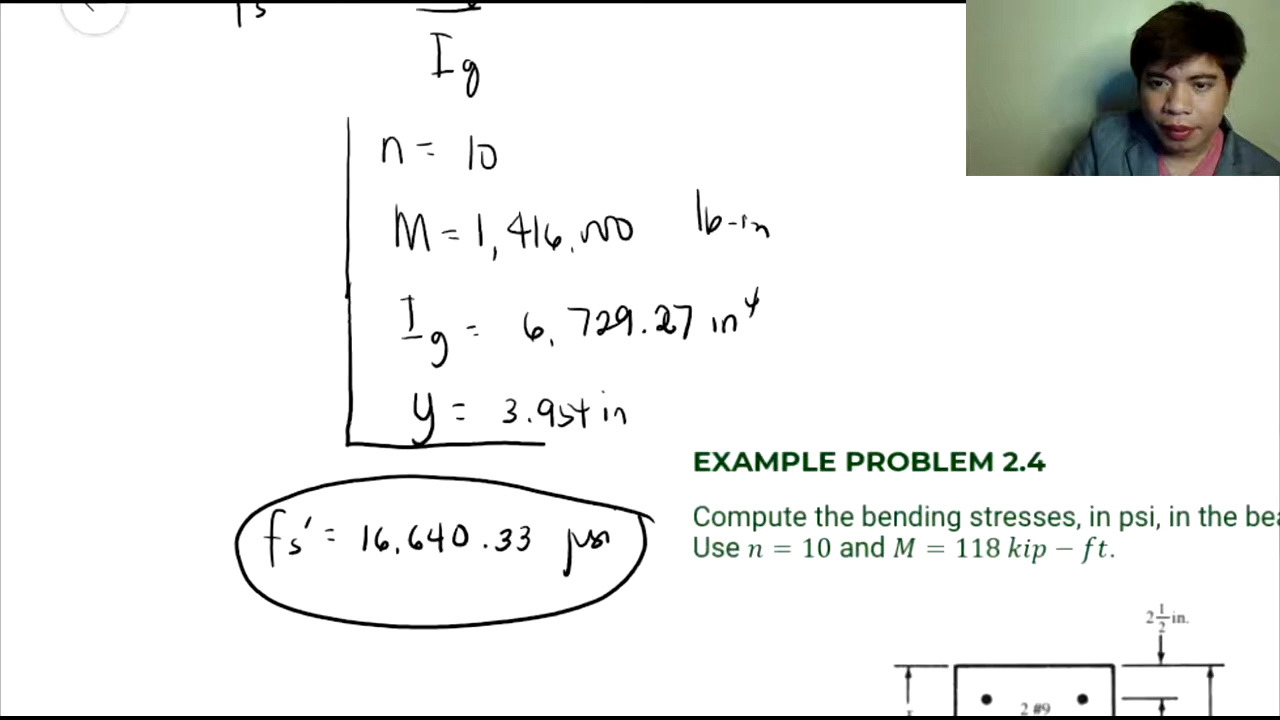 Ig
n = 10
M = 1,416,000 lb-in
Ig = 6,729.27 in⁴
y = 3.954 in
fs' = 16,640.33 psi
EXAMPLE PROBLEM 2.4
Compute the bending stresses, in psi, in the be
Use n = 10 and M = 118 kip − ft.
2 1/2 in.
2 #9